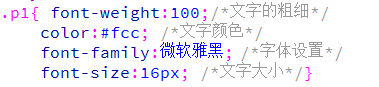 .p1{ font-weight:100;/*文字的粗细*/
color:#fcc; /*文字颜色*/
font-family:微软雅黑; /*字体设置*/
font-size:16px; /*文字大小*/}